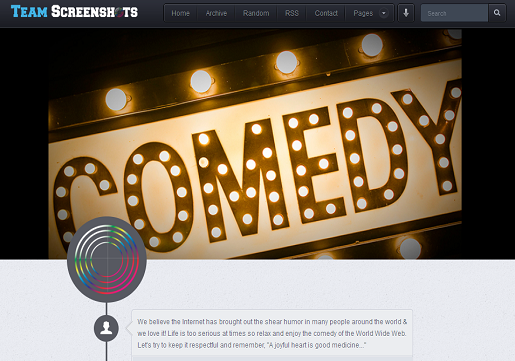 TEAM SCREENSHOTS
Home Archive Random RSS Contact Pages Search
COMEDY
We believe the Internet has brought out the shear humor in many people around the world &
we love it! Life is too serious at times so relax and enjoy the comedy of the World Wide Web.
Let's try to keep it respectful and remember, "A joyful heart is good medicine..."